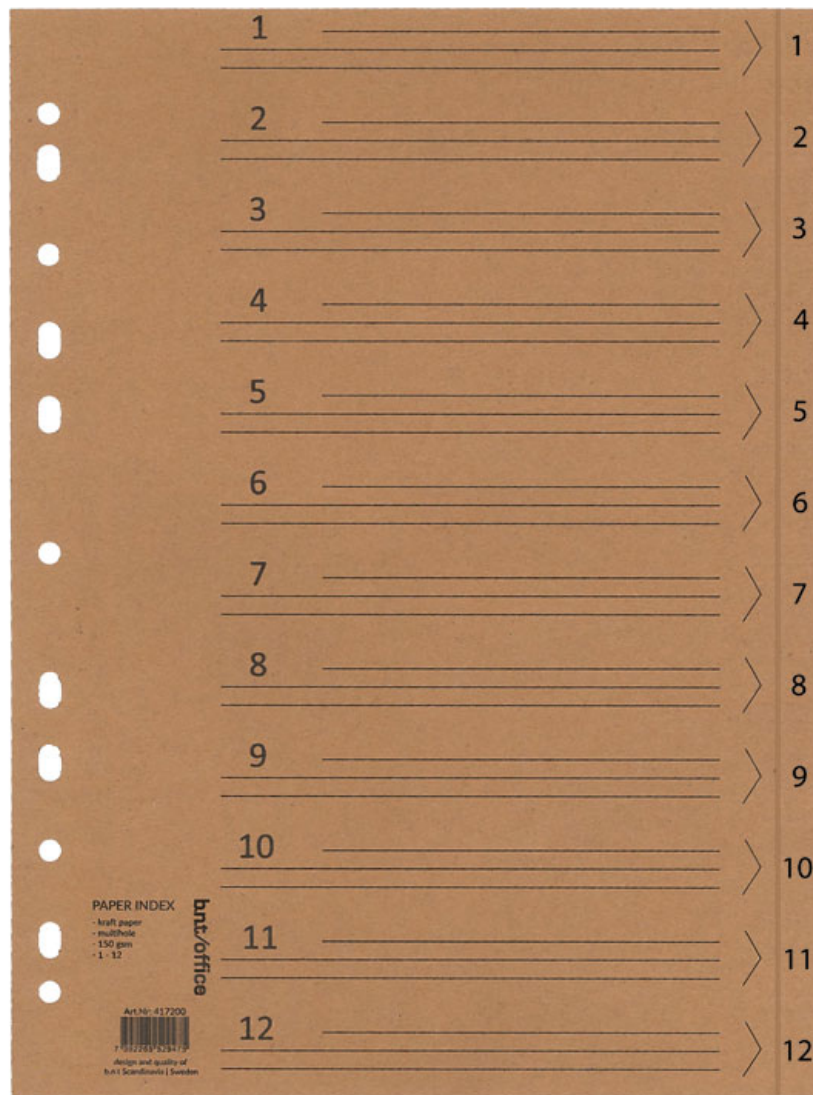 1 1
2 2
3 3
4 4
5 5
6 6
7 7
8 8
9 9
10 10
PAPER INDEX
- kraft paper
- multihole
- 150 gsm
- 1 - 12
b.n.t/office
11 11
12 12
Art.Nr: 417200
design and quality of
b.n.t Scandinavia | Sweden